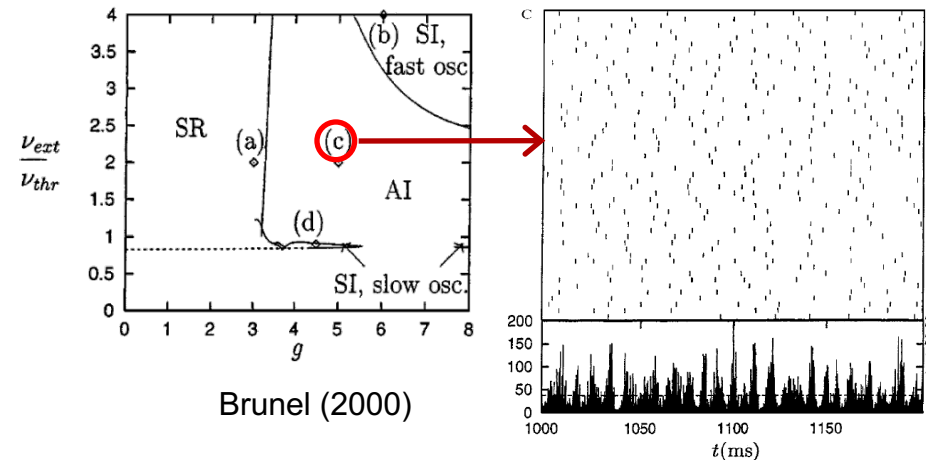 4
3.5
3
2.5
2
1.5
1
0.5
0
ν_ext
ν_thr
SR
(a)
(b) SI,
fast osc.
(c)
AI
(d)
SI, slow osc.
0 1 2 3 4 5 6 7 8
g
Brunel (2000)
C
200
150
100
50
0
1000 1050 1100 1150
t(ms)